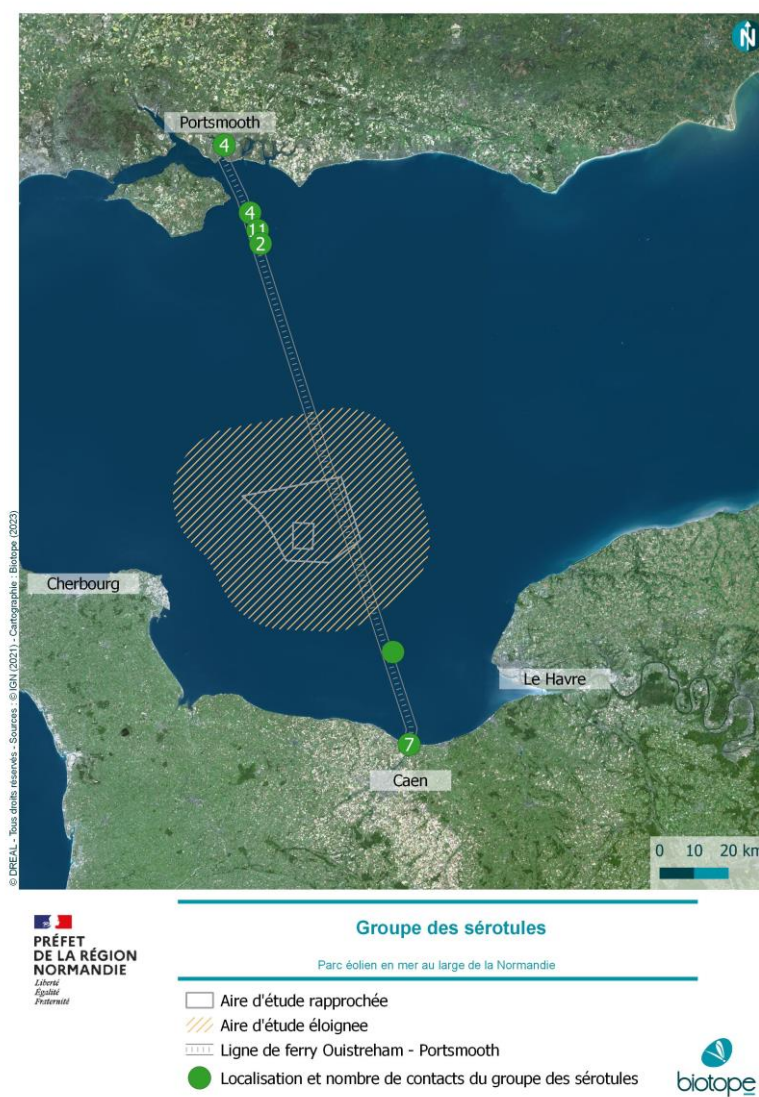 N
Portsmooth
4
4
11
2
Cherbourg
Le Havre
7
Caen
0 10 20 km
© DREAL - Tous droits réservés - Sources : © IGN (2021) - Cartographie : Biotope (2023)
PRÉFET
DE LA RÉGION
NORMANDIE
Liberté
Égalité
Fraternité
Groupe des sérotules
Parc éolien en mer au large de la Normandie
Aire d'étude rapprochée
Aire d'étude éloignee
Ligne de ferry Ouistreham - Portsmooth
Localisation et nombre de contacts du groupe des sérotules
biotope